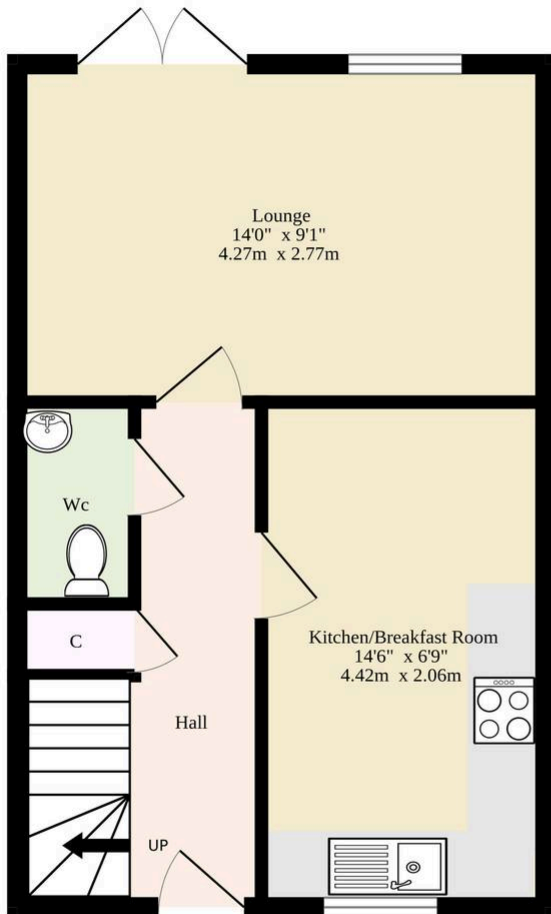 Lounge
14'0" x 9'1"
4.27m x 2.77m
Wc
C
Kitchen/Breakfast Room
14'6" x 6'9"
4.42m x 2.06m
Hall
UP